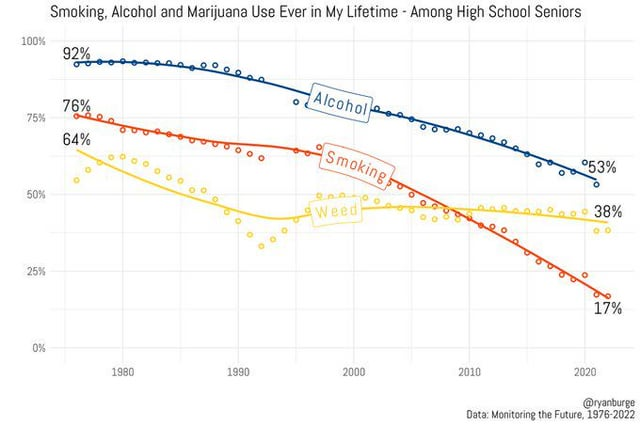 Smoking, Alcohol and Marijuana Use Ever in My Lifetime - Among High School Seniors
100%
92%
Alcohol
76%
75%
64%
Smoking
53%
50%
Weed
38%
25%
17%
0%
1980 1990 2000 2010 2020
@ryanburge
Data: Monitoring the Future, 1976-2022